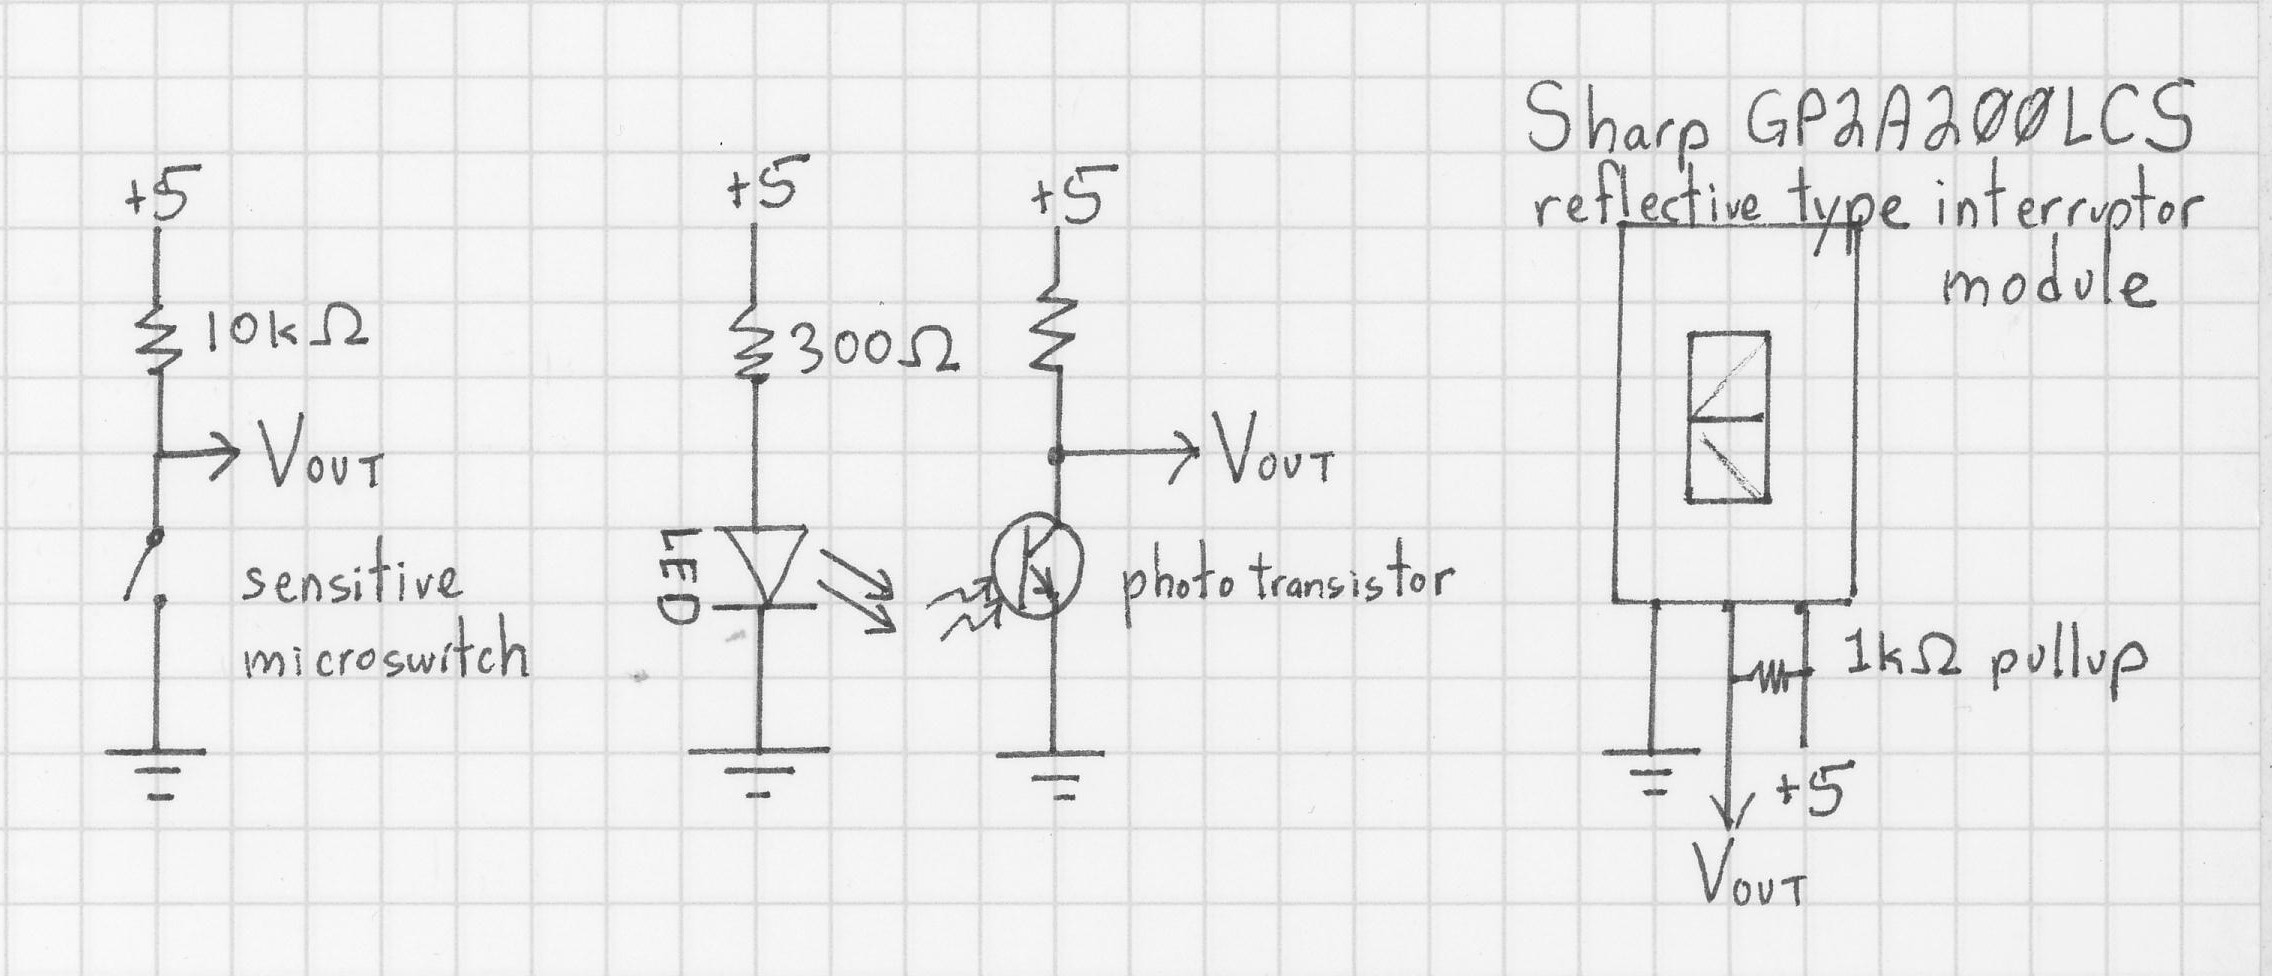 +5
10kΩ
VOUT
sensitive
microswitch
+5
300Ω
LED
+5
VOUT
photo transistor
Sharp GP2A200LCS
reflective type interruptor
module
1kΩ pullup
+5
VOUT